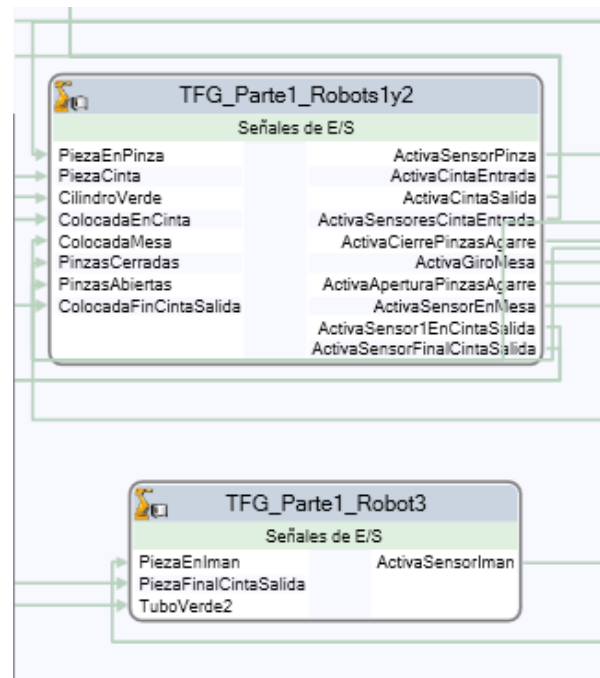 TFG_Parte1_Robots1y2
Señales de E/S
PiezaEnPinza
PiezaCinta
CilindroVerde
ColocadaEnCinta
ColocadaMesa
PinzasCerradas
PinzasAbiertas
ColocadaFinCintaSalida
ActivaSensorPinza
ActivaCintaEntrada
ActivaCintaSalida
ActivaSensoresCintaEntrada
ActivaCierrePinzasAgarre
ActivaGiroMesa
ActivaAperturaPinzasAgarre
ActivaSensorEnMesa
ActivaSensor1EnCintaSalida
ActivaSensorFinalCintaSalida
TFG_Parte1_Robot3
Señales de E/S
PiezaEnIman
PiezaFinalCintaSalida
TuboVerde2
ActivaSensorIman